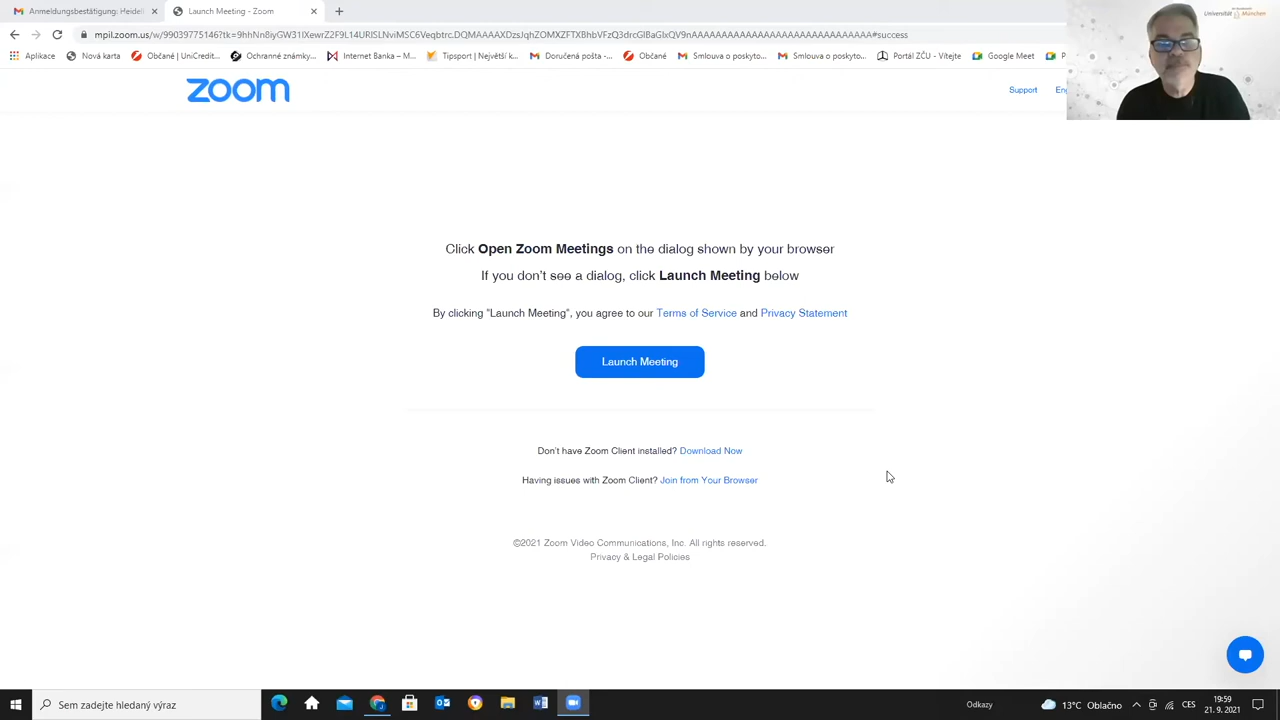 Anmeldungsbestätigung: Heidel
Launch Meeting - Zoom
Aplikace
Nová karta
Občané | UniCredit...
Ochranné známky...
Internet Banka – M...
Tipsport | Největší k...
Doručená pošta -...
Občané
Smlouva o poskyto...
Smlouva o poskyto...
Portál ZČU - Vítejte
Google Meet
zoom
Support
Universität München
Click Open Zoom Meetings on the dialog shown by your browser
If you don't see a dialog, click Launch Meeting below
By clicking "Launch Meeting", you agree to our Terms of Service and Privacy Statement
Launch Meeting
Don't have Zoom Client installed? Download Now
Having issues with Zoom Client? Join from Your Browser
©2021 Zoom Video Communications, Inc. All rights reserved.
Privacy & Legal Policies
Sem zadejte hledaný výraz
Odkazy
13°C Oblačno
CES
19:59
21. 9. 2021